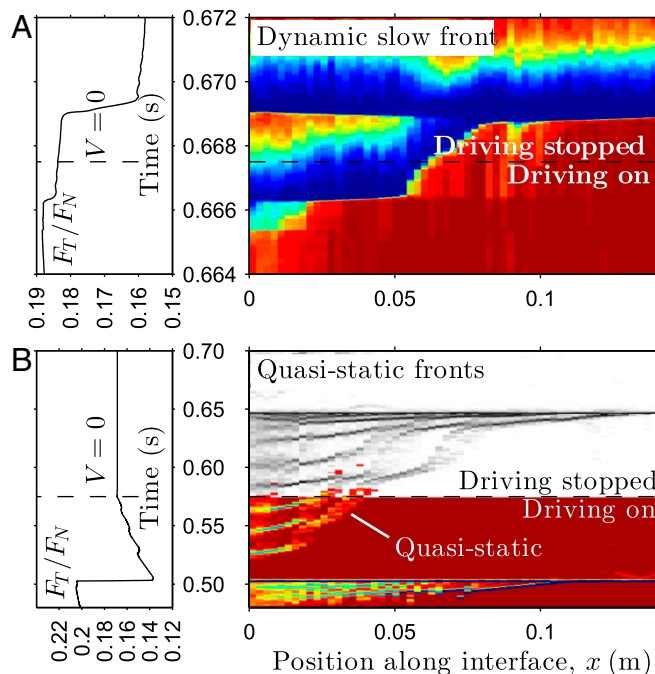 A
Dynamic slow front
Driving stopped
Driving on
F_T/F_N
V = 0
Time (s)
0.672
0.670
0.668
0.666
0.664
0.19
0.18
0.17
0.16
0.15
0
0.05
0.1
B
Quasi-static fronts
Driving stopped
Driving on
Quasi-static
F_T/F_N
V = 0
Time (s)
0.70
0.65
0.60
0.55
0.50
0.22
0.2
0.16
0.14
0.12
0
0.05
0.1
Position along interface, x (m)